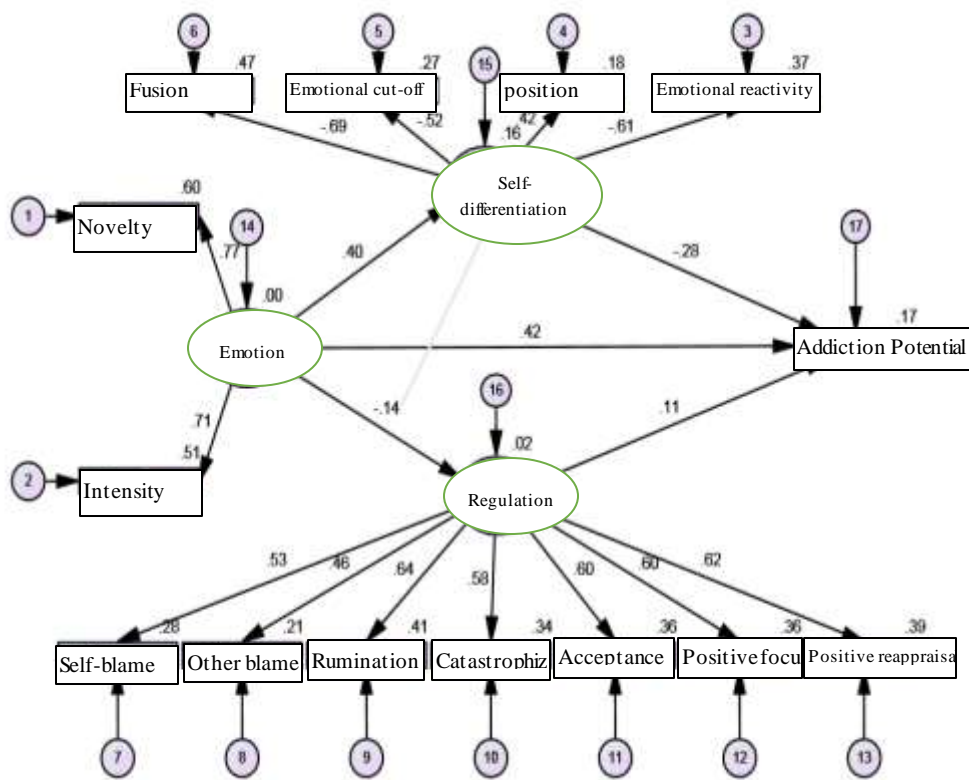 6
5
4
3
15
.47
.27
.18
.37
Fusion
Emotional cut-off
position
Emotional reactivity
-.69
-.52
.16
.42
-.61
Self-
differentiation
.60
1
Novelty
14
17
.77
.40
-.28
.00
.17
Emotion
.42
Addiction Potential
-.14
16
.71
.11
.51
.02
2
Intensity
Regulation
.53
.46
.64
.58
.60
.60
.62
.28
.21
.41
.34
.36
.36
.39
Self-blame
Other blame
Rumination
Catastrophiz
Acceptance
Positive focu
Positive reappraisa
7
8
9
10
11
12
13